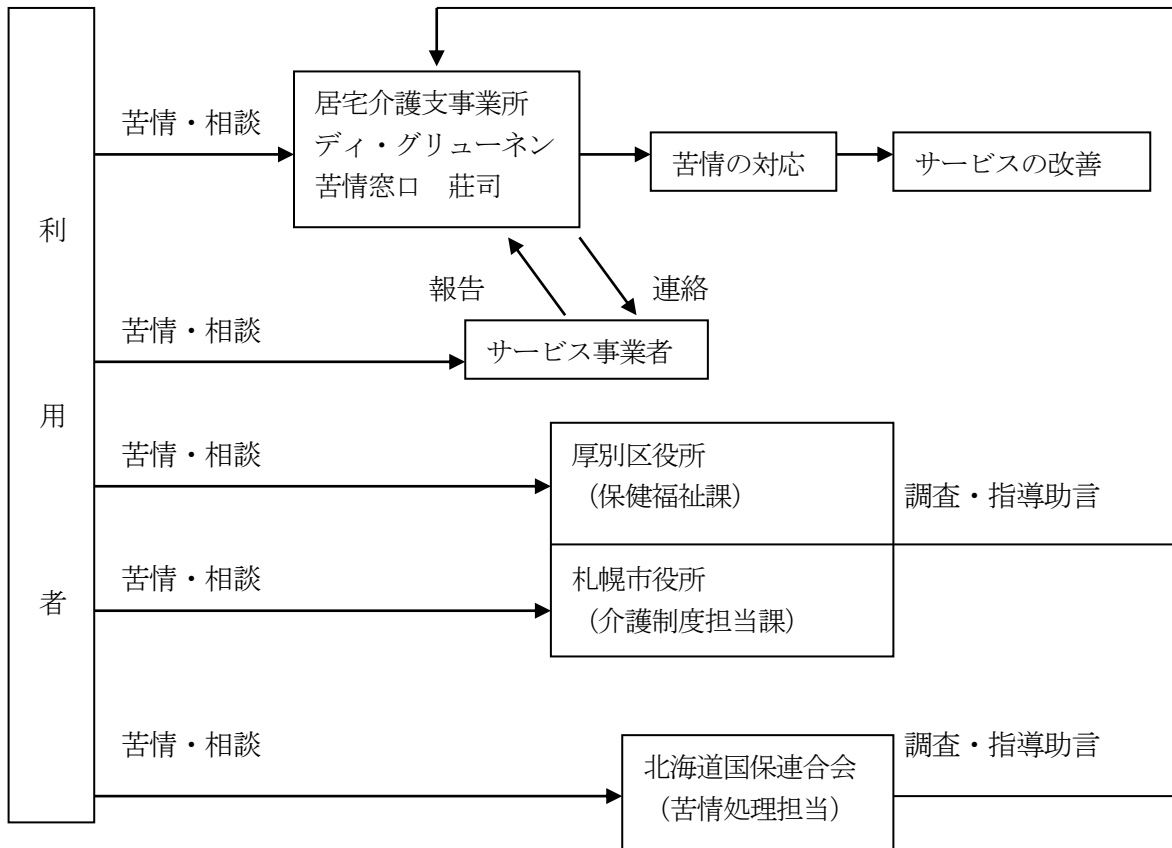 利用者
苦情・相談
居宅介護支事業所
ディ・グリューネン
苦情窓口　莊司
苦情の対応
サービスの改善
報告
連絡
苦情・相談
サービス事業者
苦情・相談
厚別区役所
（保健福祉課）
調査・指導助言
苦情・相談
札幌市役所
（介護制度担当課）
苦情・相談
北海道国保連合会
（苦情処理担当）
調査・指導助言